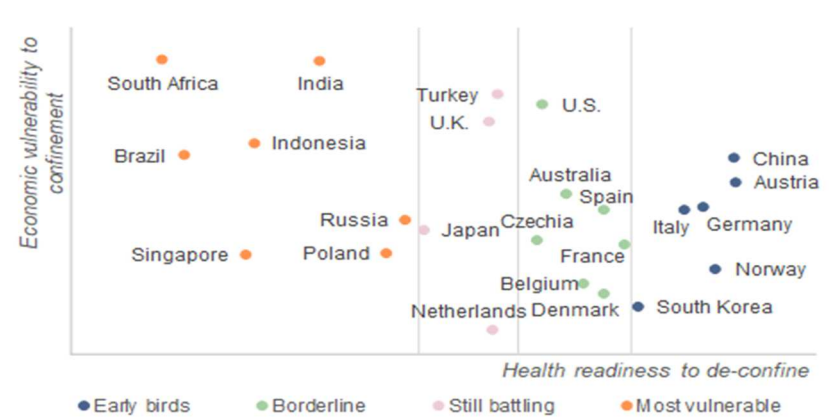 Economic vulnerability to
confinement
South Africa
India
Turkey
U.S.
U.K.
Brazil
Indonesia
China
Austria
Australia
Spain
Russia
Japan
Czechia
Italy
Germany
Singapore
Poland
France
Norway
Belgium
Netherlands
Denmark
South Korea
Health readiness to de-confine
Early birds
Borderline
Still battling
Most vulnerable